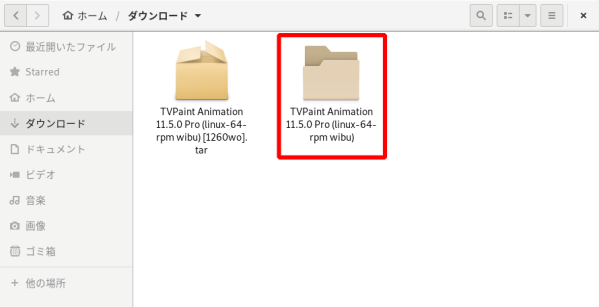 ホーム / ダウンロード
最近開いたファイル
Starred
ホーム
ダウンロード
ドキュメント
ビデオ
音楽
画像
ゴミ箱
+ 他の場所
TVPaint Animation
11.5.0 Pro (linux-64-
rpm wibu) [1260wo].
tar
TVPaint Animation
11.5.0 Pro (linux-64-
rpm wibu)